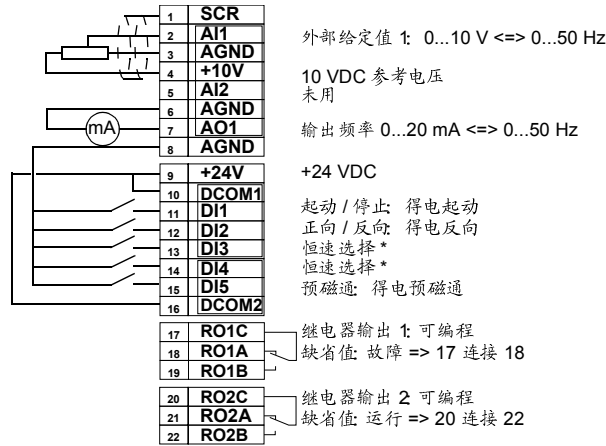 1 SCR
2 AI1 外部给定值 1: 0...10 V <=> 0...50 Hz
3 AGND
4 +10V 10 VDC 参考电压
5 AI2 未用
6 AGND
mA 7 AO1 输出频率 0...20 mA <=> 0...50 Hz
8 AGND
9 +24V +24 VDC
10 DCOM1
11 DI1 起动 / 停止: 得电起动
12 DI2 正向 / 反向: 得电反向
13 DI3 恒速选择 *
14 DI4 恒速选择 *
15 DI5 预磁通: 得电预磁通
16 DCOM2
17 RO1C 继电器输出 1: 可编程
18 RO1A 缺省值: 故障 => 17 连接 18
19 RO1B
20 RO2C 继电器输出 2: 可编程
21 RO2A 缺省值: 运行 => 20 连接 22
22 RO2B